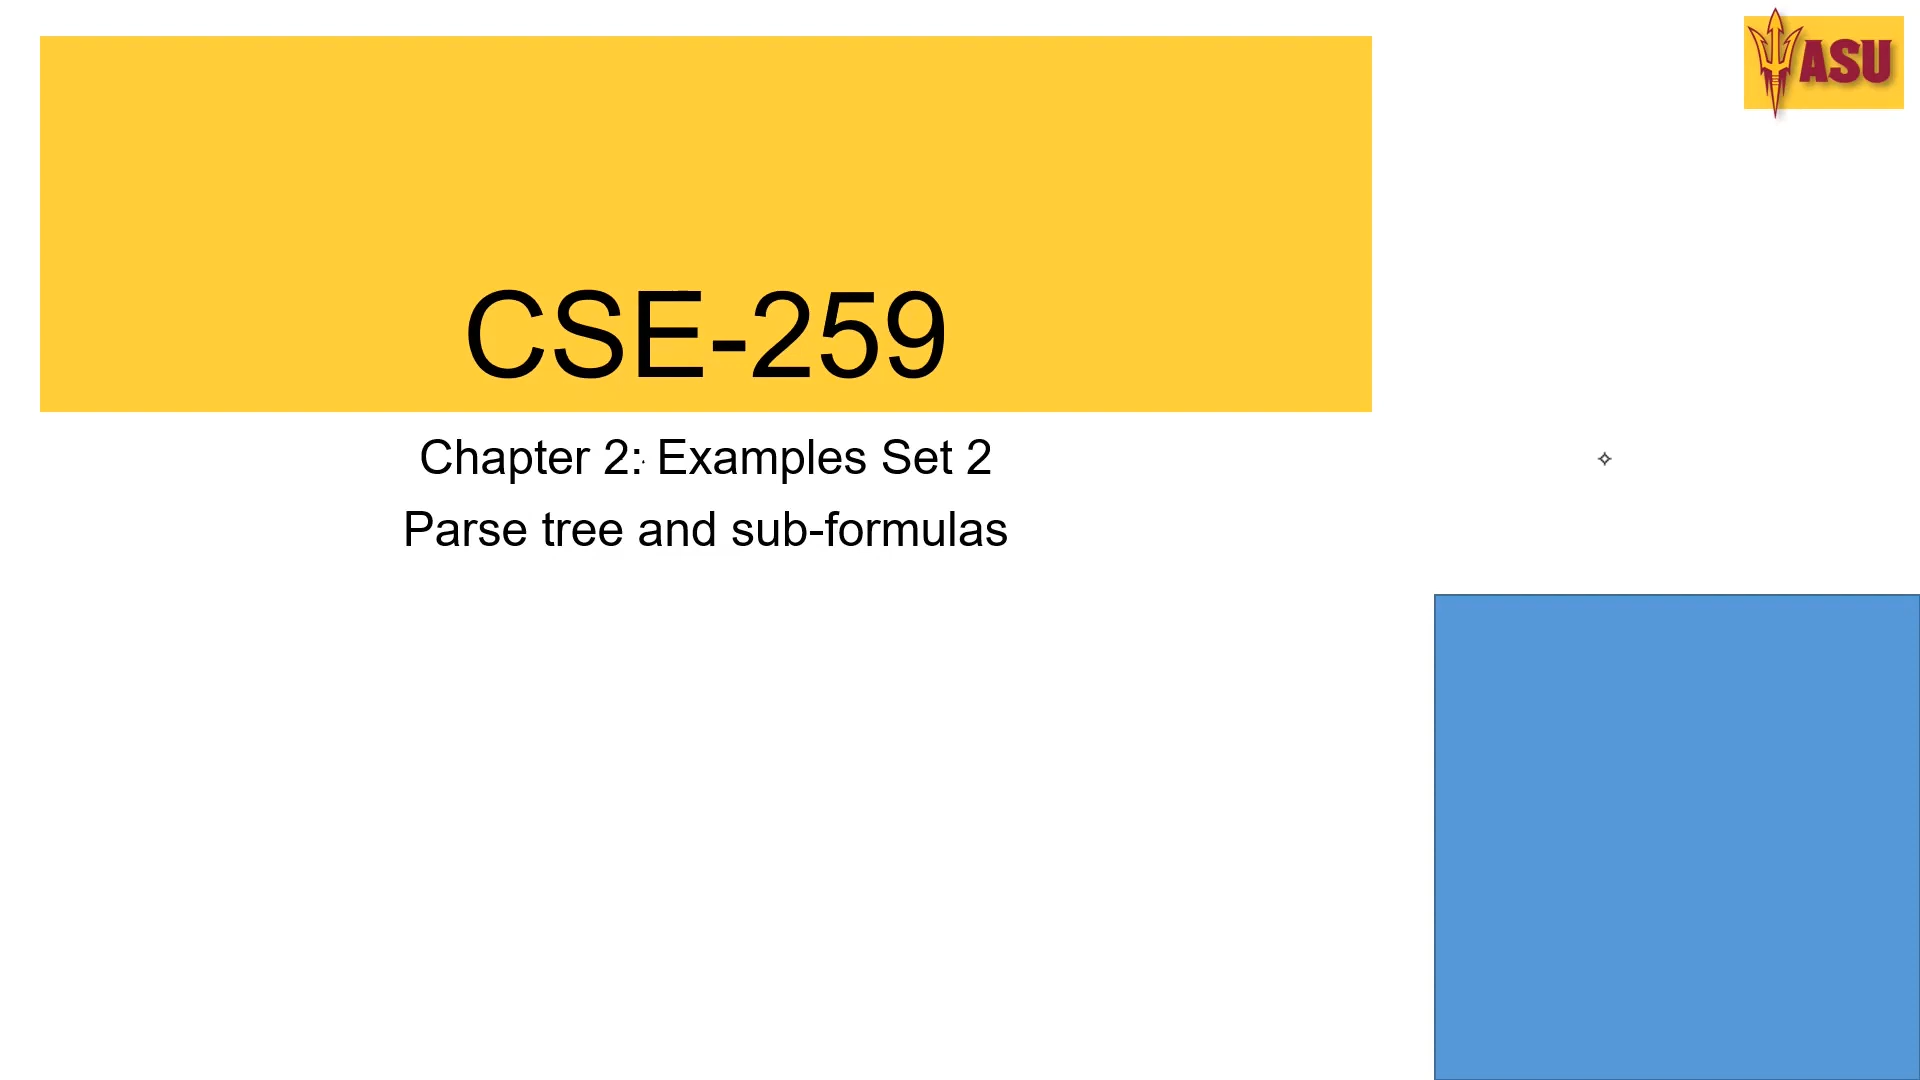 ASU
CSE-259
Chapter 2: Examples Set 2
Parse tree and sub-formulas